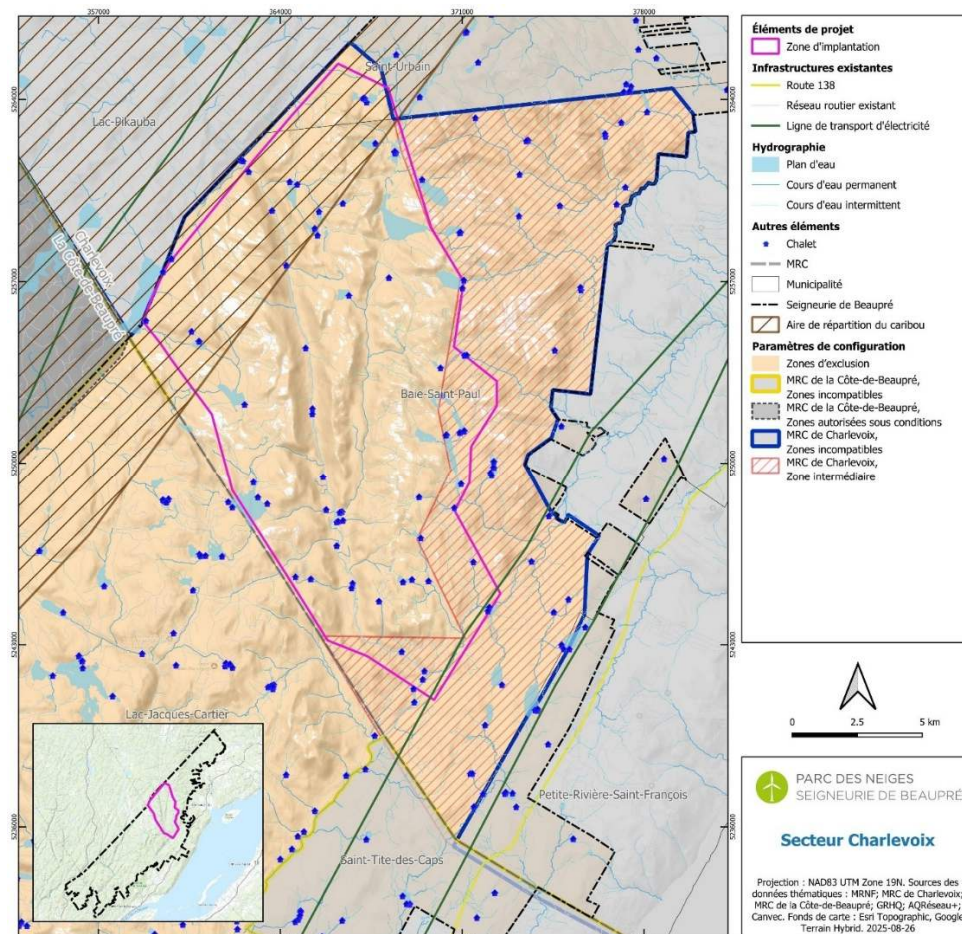 357000
364000
371000
378000
5264000
5264000
5257000
5257000
5250000
5250000
5243000
5243000
5236000
5236000
Saint-Urbain
Lac-Pikauba
Charlevoix
La Côte-de-Beaupré
Baie-Saint-Paul
Lac-Jacques-Cartier
Petite-Rivière-Saint-François
Saint-Tite-des-Caps
Éléments de projet
Zone d'implantation
Infrastructures existantes
Route 138
Réseau routier existant
Ligne de transport d'électricité
Hydrographie
Plan d'eau
Cours d'eau permanent
Cours d'eau intermittent
Autres éléments
Chalet
MRC
Municipalité
Seigneurie de Beaupré
Aire de répartition du caribou
Paramètres de configuration
Zones d'exclusion
MRC de la Côte-de-Beaupré,
Zones incompatibles
MRC de la Côte-de-Beaupré,
Zones autorisées sous conditions
MRC de Charlevoix,
Zones incompatibles
MRC de Charlevoix,
Zone intermédiaire
0 2.5 5 km
PARC DES NEIGES
SEIGNEURIE DE BEAUPRÉ
Secteur Charlevoix
Projection : NAD83 UTM Zone 19N. Sources des
données thématiques : MRNF; MRC de Charlevoix;
MRC de la Côte-de-Beaupré; GRHQ; AQRéseau+;
Canvec. Fonds de carte : Esri Topographic, Google
Terrain Hybrid. 2025-08-26